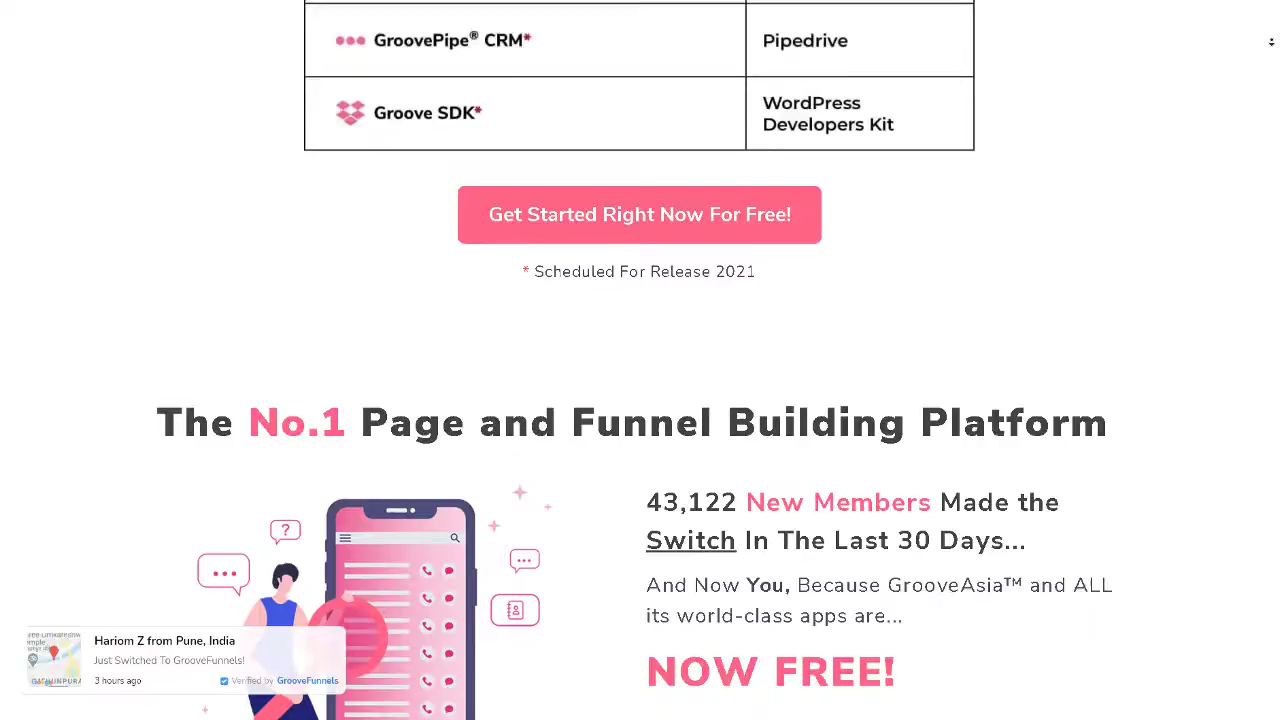 GroovePipe® CRM*
Pipedrive
Groove SDK*
WordPress
Developers Kit
Get Started Right Now For Free!
* Scheduled For Release 2021
The No.1 Page and Funnel Building Platform
43,122 New Members Made the
Switch In The Last 30 Days...
And Now You, Because GrooveAsia™ and ALL
its world-class apps are...
NOW FREE!
?
Hariom Z from Pune, India
Just Switched To GrooveFunnels!
3 hours ago
Verified by GrooveFunnels